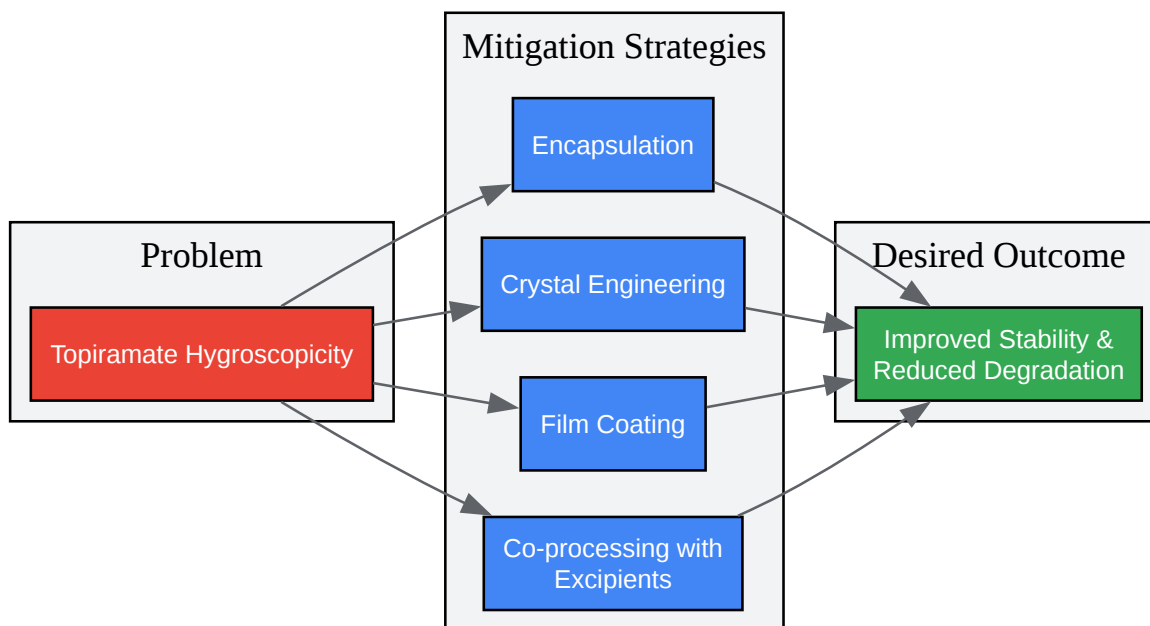 Mitigation Strategies
Encapsulation
Problem
Desired Outcome
Crystal Engineering
Topiramate Hygroscopicity
Improved Stability &
Reduced Degradation
Film Coating
Co-processing with
Excipients